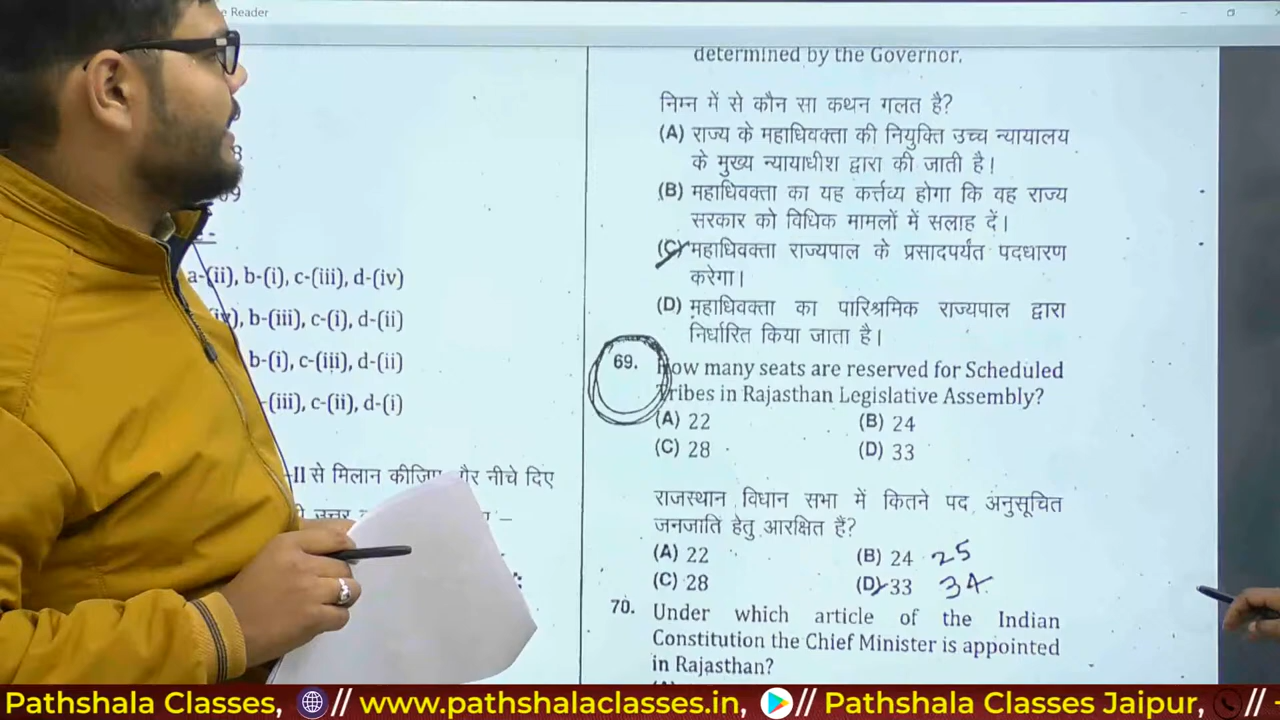 e Reader
determined by the Governor.
निम्न में से कौन सा कथन गलत है?
(A) राज्य के महाधिवक्ता की नियुक्ति उच्च न्यायालय
के मुख्य न्यायाधीश द्वारा की जाती है।
(B) महाधिवक्ता का यह कर्त्तव्य होगा कि वह राज्य
सरकार को विधिक मामलों में सलाह दें।
(C) महाधिवक्ता राज्यपाल के प्रसादपर्यंत पदधारण
करेगा।
(D) महाधिवक्ता का पारिश्रमिक राज्यपाल द्वारा
निर्धारित किया जाता है।
69. How many seats are reserved for Scheduled
Tribes in Rajasthan Legislative Assembly?
(A) 22 (B) 24
(C) 28 (D) 33
राजस्थान विधान सभा में कितने पद अनुसूचित
जनजाति हेतु आरक्षित हैं?
(A) 22 (B) 24 25
(C) 28 (D) 33 34
70. Under which article of the Indian
Constitution the Chief Minister is appointed
in Rajasthan?
a-(ii), b-(i), c-(iii), d-(iv)
b-(iii), c-(i), d-(ii)
b-(i), c-(iii), d-(ii)
-(iii), c-(ii), d-(i)
-II से मिलान कीजिए और नीचे दिए
उत्तर
Pathshala Classes, // www.pathshalaclasses.in, // Pathshala Classes Jaipur, //